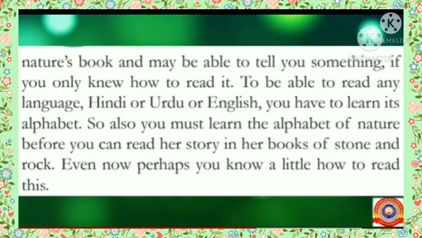 nature's book and may be able to tell you something, if
you only knew how to read it. To be able to read any
language, Hindi or Urdu or English, you have to learn its
alphabet. So also you must learn the alphabet of nature
before you can read her story in her books of stone and
rock. Even now perhaps you know a little how to read
this.